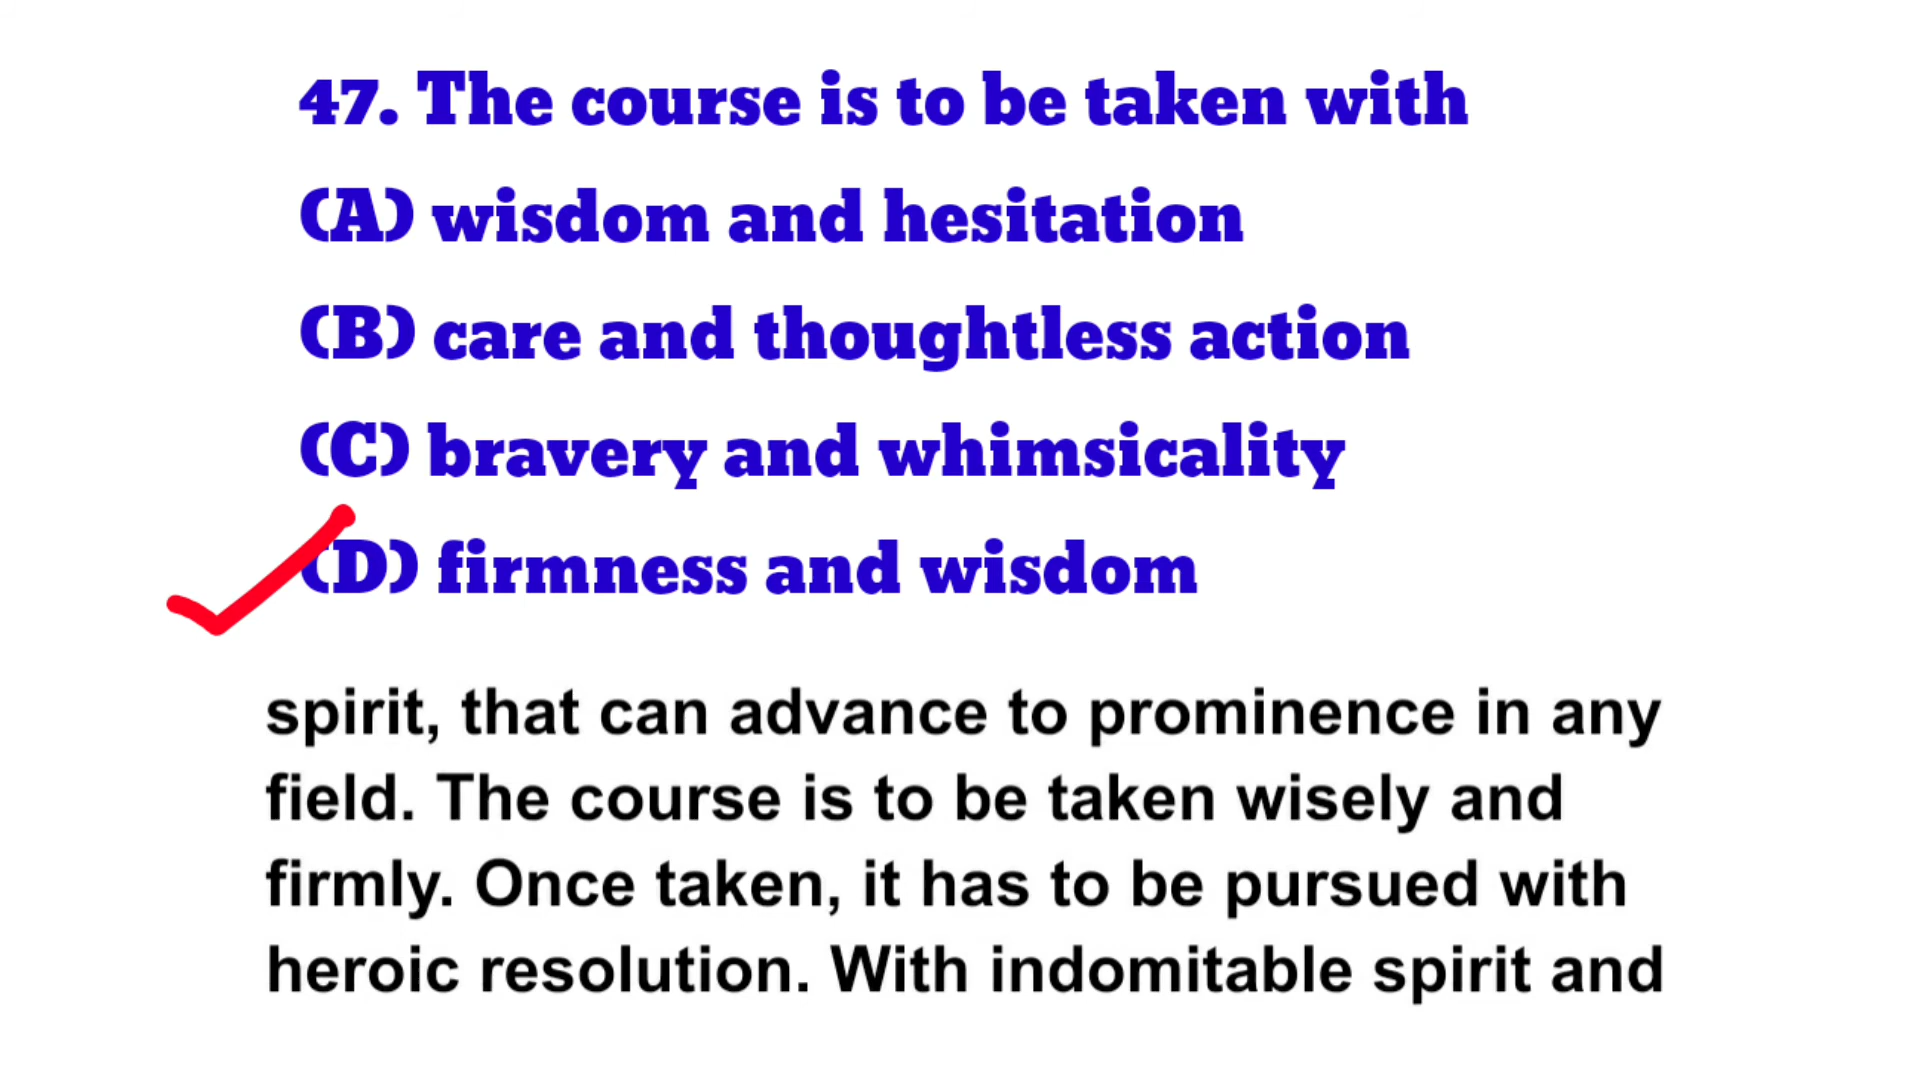 47. The course is to be taken with
(A) wisdom and hesitation
(B) care and thoughtless action
(C) bravery and whimsicality
(D) firmness and wisdom
spirit, that can advance to prominence in any
field. The course is to be taken wisely and
firmly. Once taken, it has to be pursued with
heroic resolution. With indomitable spirit and